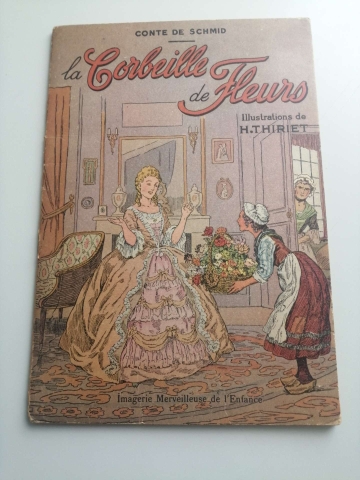 CONTE DE SCHMID
la Corbeille
de Fleurs
Illustrations de
H.THIRIET
Imagerie Merveilleuse de l'Enfance